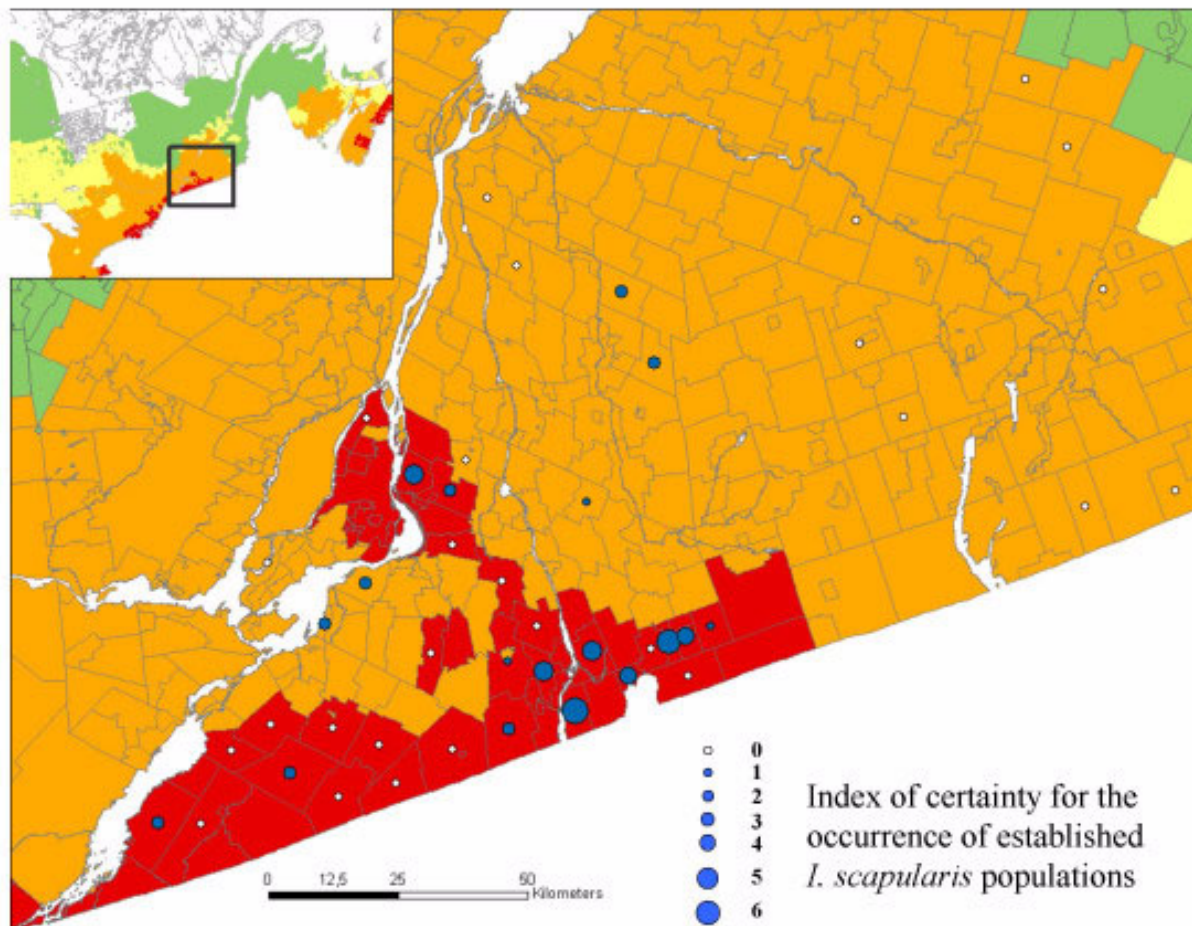 0
1
2
3
4
5
6
Index of certainty for the
occurrence of established
I. scapularis populations
0 12,5 25 50
Kilometers